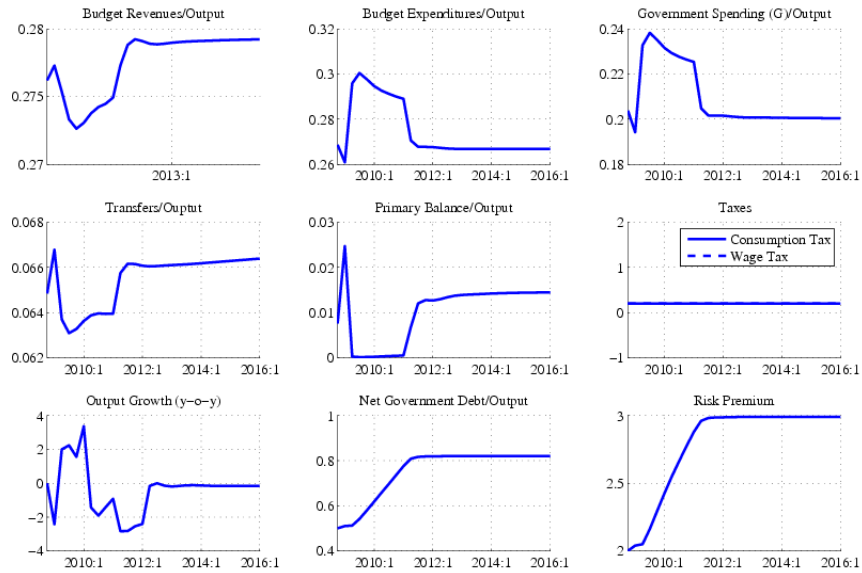 Budget Revenues/Output
0.28
0.275
0.27
2013:1
Budget Expenditures/Output
0.32
0.3
0.28
0.26
2010:1 2012:1 2014:1 2016:1
Government Spending (G)/Output
0.24
0.22
0.2
0.18
2010:1 2012:1 2014:1 2016:1
Transfers/Ouptut
0.068
0.066
0.064
0.062
2010:1 2012:1 2014:1 2016:1
Primary Balance/Output
0.03
0.02
0.01
0
2010:1 2012:1 2014:1 2016:1
Taxes
2
1
0
−1
Consumption Tax
Wage Tax
2010:1 2012:1 2014:1 2016:1
Output Growth (y−o−y)
4
2
0
−2
−4
2010:1 2012:1 2014:1 2016:1
Net Government Debt/Output
1
0.8
0.6
0.4
2010:1 2012:1 2014:1 2016:1
Risk Premium
3
2.5
2
2010:1 2012:1 2014:1 2016:1